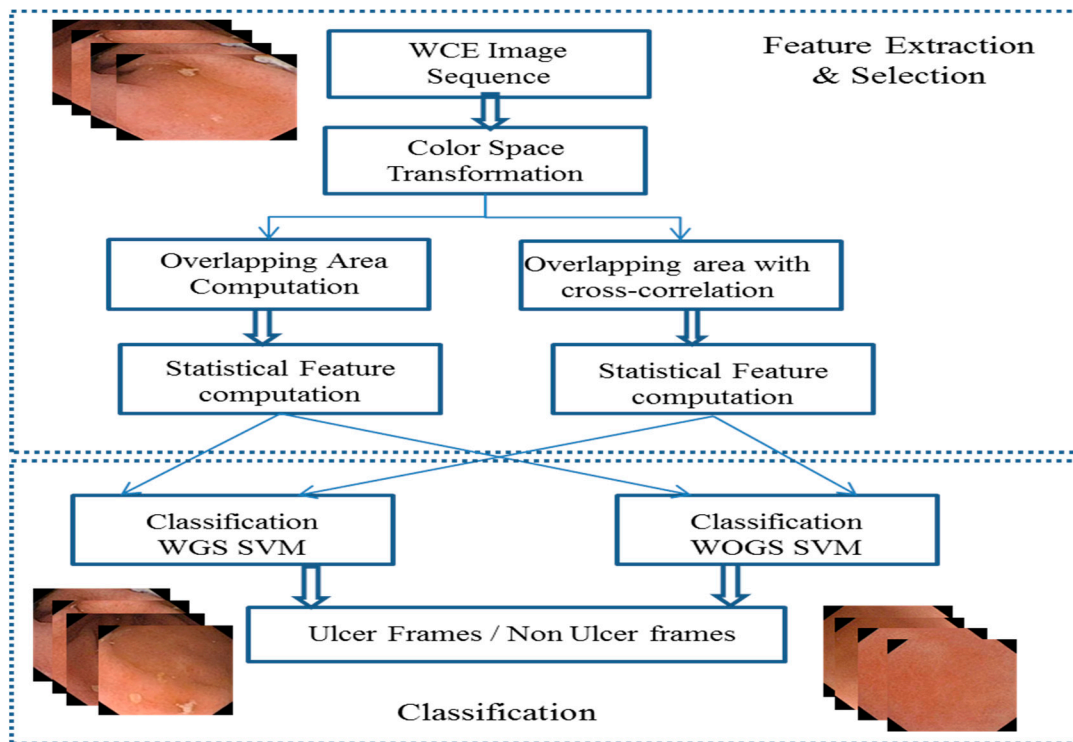 WCE Image
Sequence
Feature Extraction
& Selection
Color Space
Transformation
Overlapping Area
Computation
Overlapping area with
cross-correlation
Statistical Feature
computation
Statistical Feature
computation
Classification
WGS SVM
Classification
WOGS SVM
Ulcer Frames / Non Ulcer frames
Classification